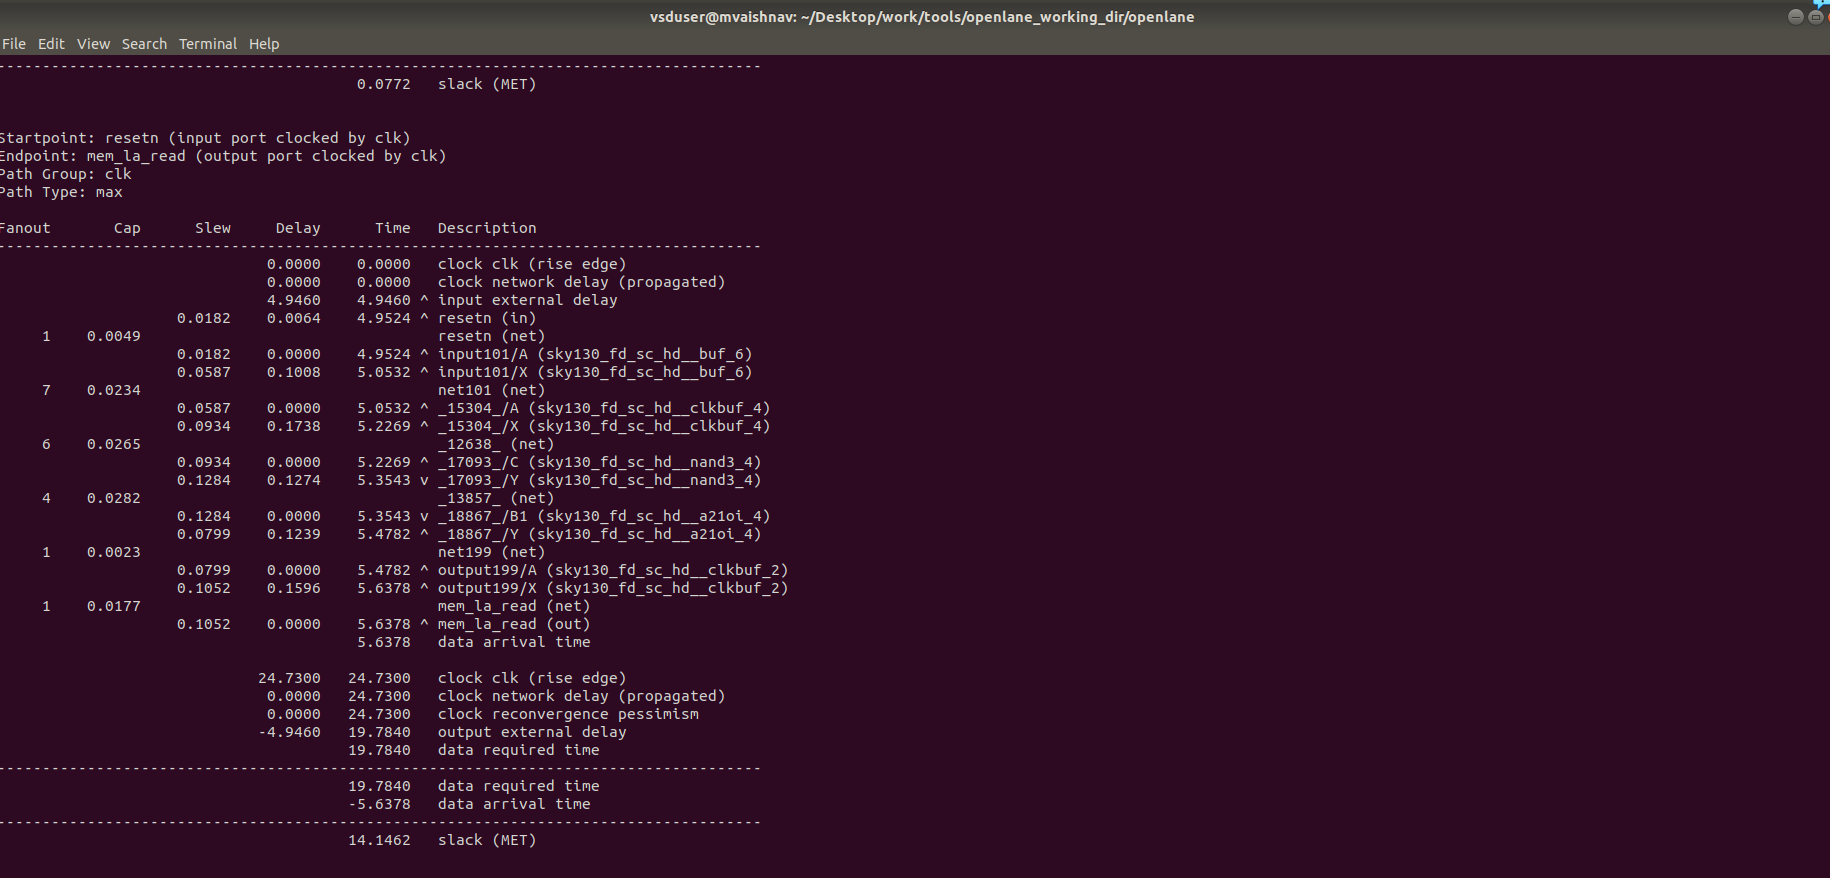 vsduser@mvaishnav: ~/Desktop/work/tools/openlane_working_dir/openlane
File Edit View Search Terminal Help
-------------------------------------------------------------------------------------
0.0772 slack (MET)
Startpoint: resetn (input port clocked by clk)
Endpoint: mem_la_read (output port clocked by clk)
Path Group: clk
Path Type: max
Fanout Cap Slew Delay Time Description
-------------------------------------------------------------------------------------
0.0000 0.0000 clock clk (rise edge)
0.0000 0.0000 clock network delay (propagated)
4.9460 4.9460 ^ input external delay
0.0182 0.0064 4.9524 ^ resetn (in)
1 0.0049 resetn (net)
0.0182 0.0000 4.9524 ^ input101/A (sky130_fd_sc_hd__buf_6)
0.0587 0.1008 5.0532 ^ input101/X (sky130_fd_sc_hd__buf_6)
7 0.0234 net101 (net)
0.0587 0.0000 5.0532 ^ _15304_/A (sky130_fd_sc_hd__clkbuf_4)
0.0934 0.1738 5.2269 ^ _15304_/X (sky130_fd_sc_hd__clkbuf_4)
6 0.0265 _12638_ (net)
0.0934 0.0000 5.2269 ^ _17093_/C (sky130_fd_sc_hd__nand3_4)
0.1284 0.1274 5.3543 v _17093_/Y (sky130_fd_sc_hd__nand3_4)
4 0.0282 _13857_ (net)
0.1284 0.0000 5.3543 v _18867_/B1 (sky130_fd_sc_hd__a21oi_4)
0.0799 0.1239 5.4782 ^ _18867_/Y (sky130_fd_sc_hd__a21oi_4)
1 0.0023 net199 (net)
0.0799 0.0000 5.4782 ^ output199/A (sky130_fd_sc_hd__clkbuf_2)
0.1052 0.1596 5.6378 ^ output199/X (sky130_fd_sc_hd__clkbuf_2)
1 0.0177 mem_la_read (net)
0.1052 0.0000 5.6378 ^ mem_la_read (out)
5.6378 data arrival time
24.7300 24.7300 clock clk (rise edge)
0.0000 24.7300 clock network delay (propagated)
0.0000 24.7300 clock reconvergence pessimism
-4.9460 19.7840 output external delay
19.7840 data required time
-------------------------------------------------------------------------------------
19.7840 data required time
-5.6378 data arrival time
-------------------------------------------------------------------------------------
14.1462 slack (MET)